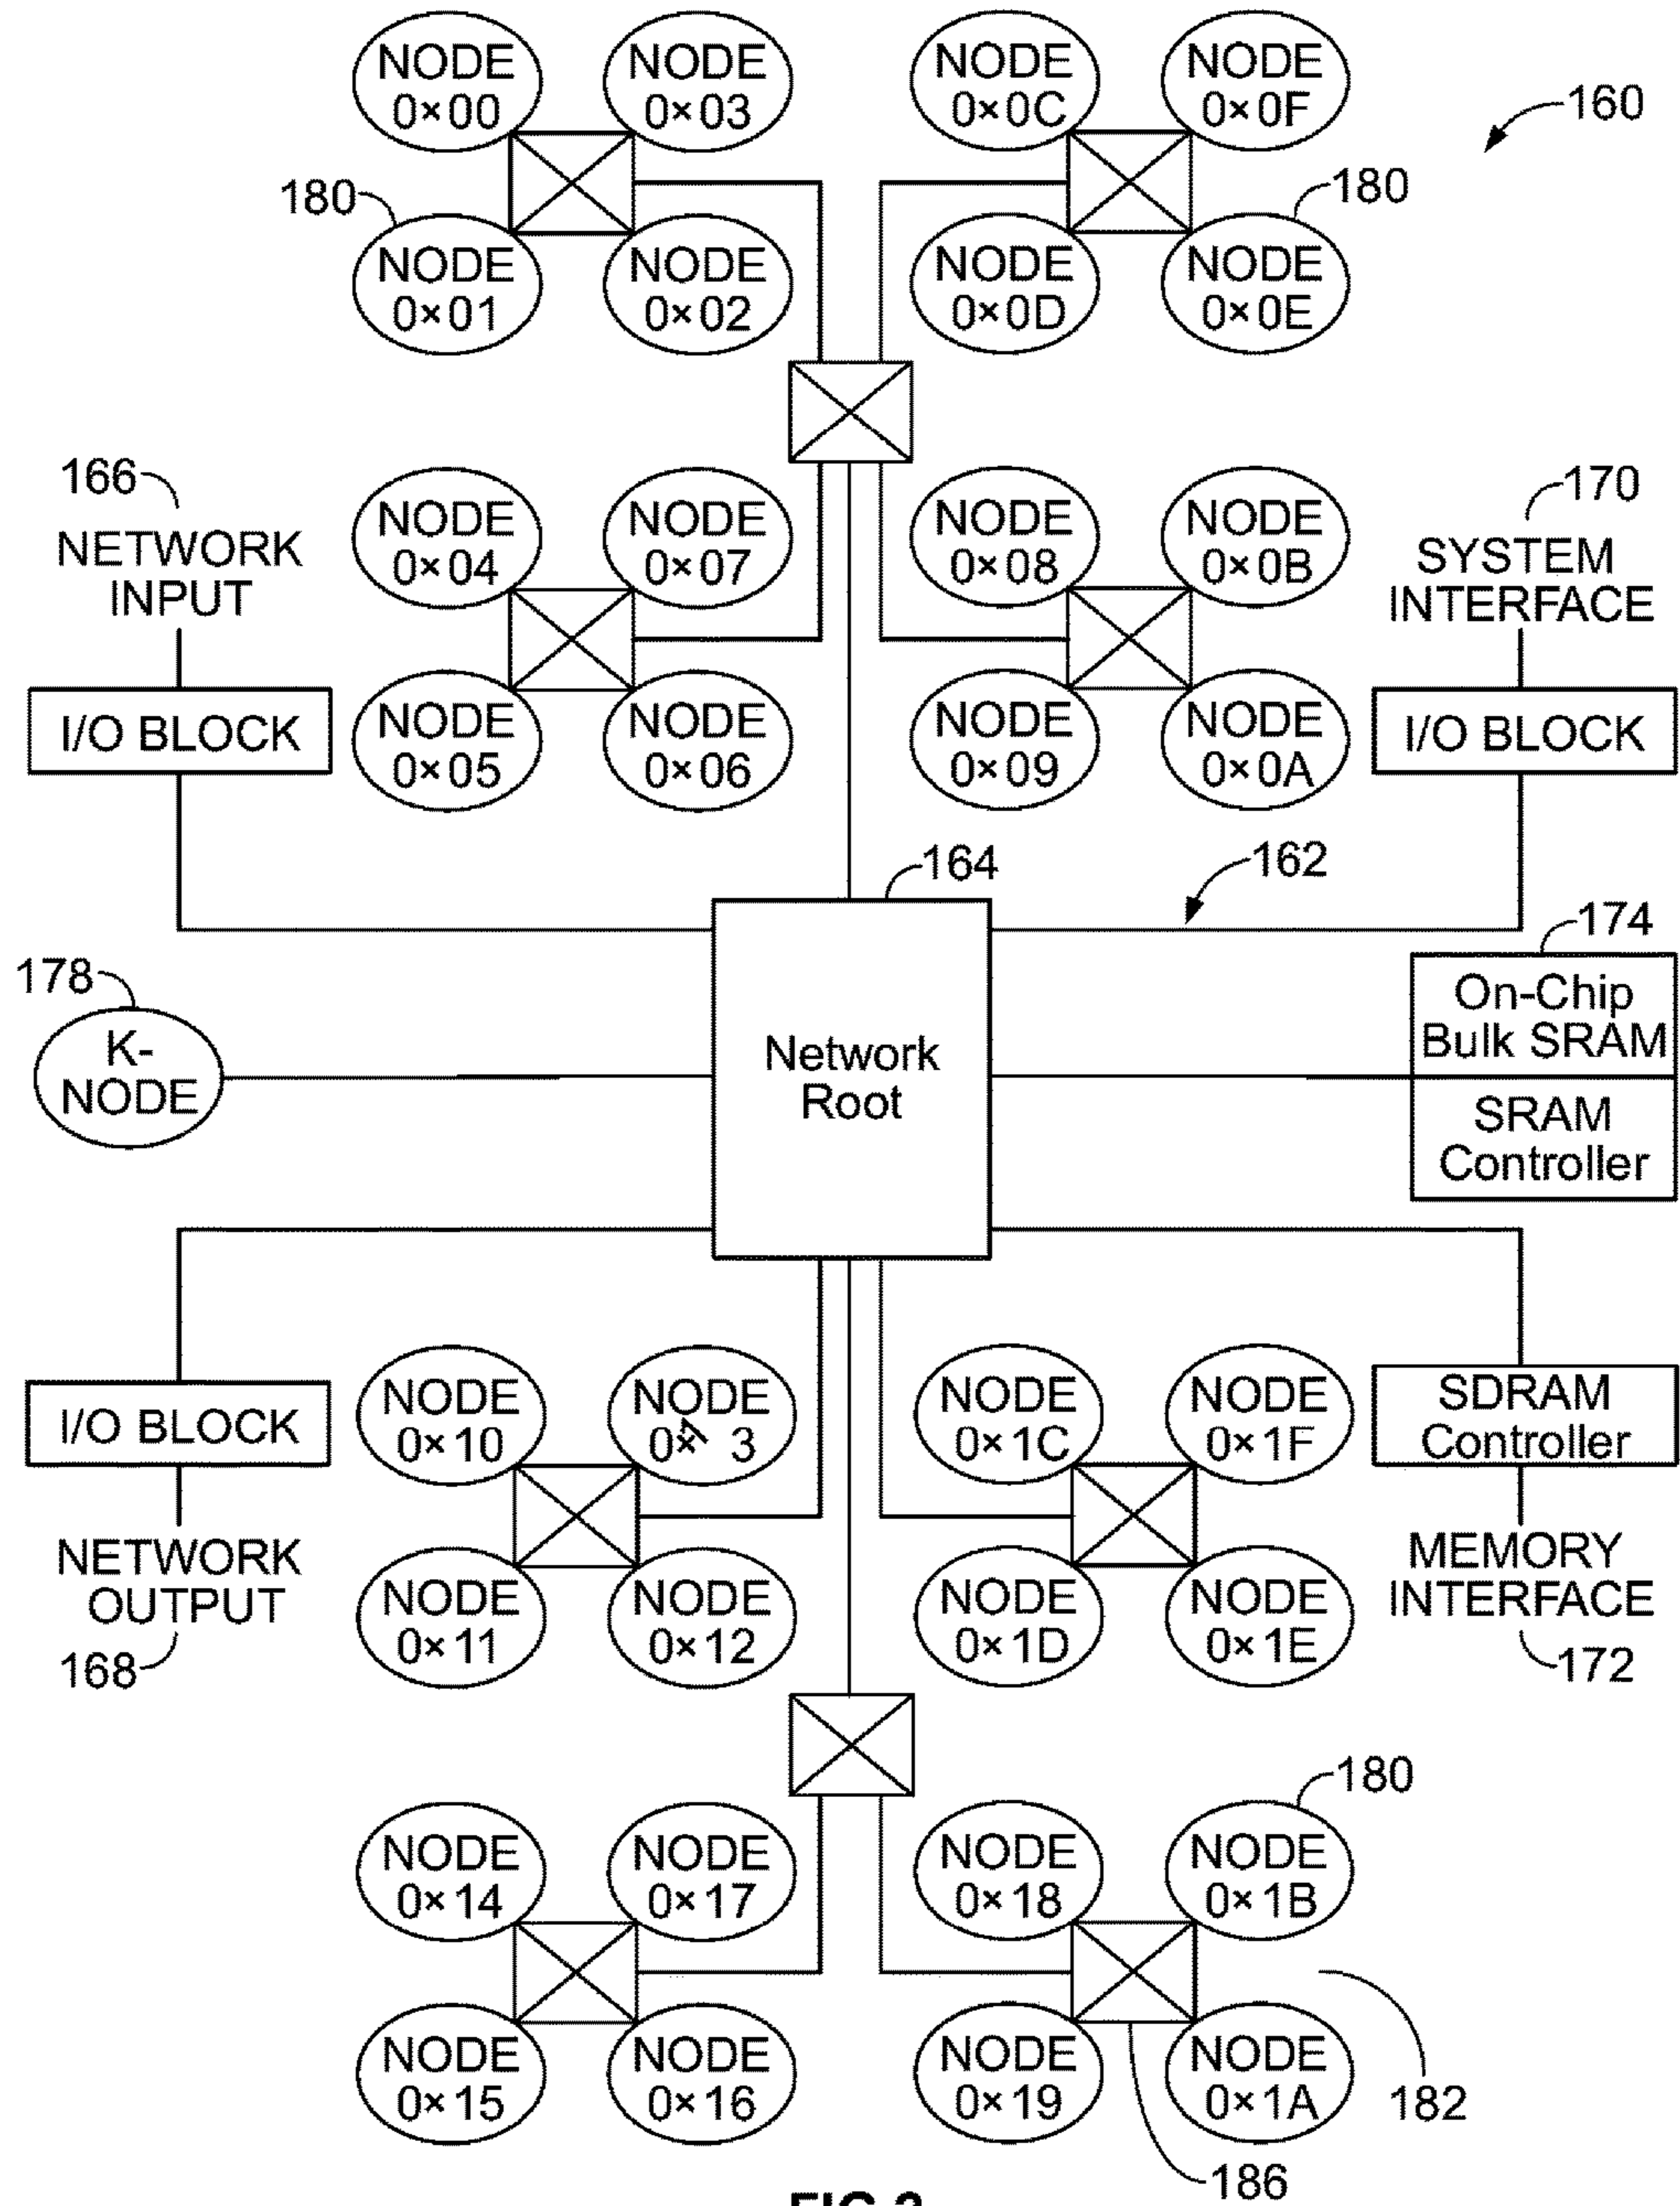 NODE
0×00
NODE
0×03
NODE
0×0C
NODE
0×0F
160
180
180
NODE
0×01
NODE
0×02
NODE
0×0D
NODE
0×0E
166
NETWORK
INPUT
NODE
0×04
NODE
0×07
NODE
0×08
NODE
0×0B
170
SYSTEM
INTERFACE
I/O BLOCK
NODE
0×05
NODE
0×06
NODE
0×09
NODE
0×0A
I/O BLOCK
164
162
174
178
K-
NODE
Network
Root
On-Chip
Bulk SRAM
SRAM
Controller
I/O BLOCK
NODE
0×10
NODE
3
NODE
0×1C
NODE
0×1F
SDRAM
Controller
NETWORK
OUTPUT
168
NODE
0×11
NODE
0×12
NODE
0×1D
NODE
0×1E
MEMORY
INTERFACE
172
180
NODE
0×14
NODE
0×17
NODE
0×18
NODE
0×1B
NODE
0×15
NODE
0×16
NODE
0×19
NODE
0×1A
182
186